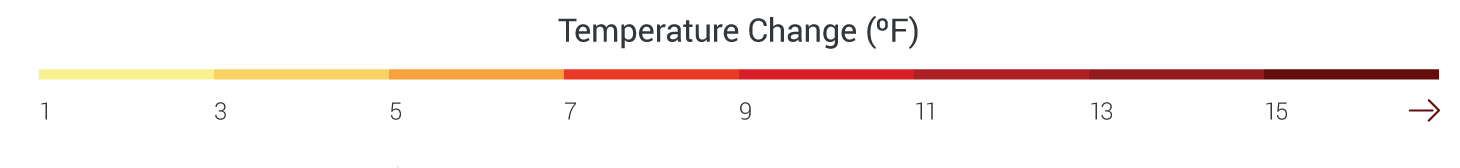 Temperature Change (ºF)
1 3 5 7 9 11 13 15 →